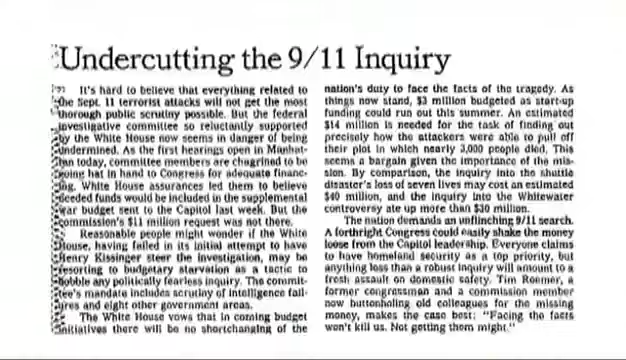 Undercutting the 9/11 Inquiry
It's hard to believe that everything related to
the Sept. 11 terrorist attacks will not get the most
thorough public scrutiny possible. But the federal
investigative committee so reluctantly supported
by the White House now seems in danger of being
undermined. As the first hearings open in Manhat-
tan today, committee members are chagrined to be
going hat in hand to Congress for adequate financ-
ing. White House assurances led them to believe
needed funds would be included in the supplemental
war budget sent to the Capitol last week. But the
commission's $11 million request was not there.
Reasonable people might wonder if the White
House, having failed in its initial attempt to have
Henry Kissinger steer the investigation, may be
resorting to budgetary starvation as a tactic to
hobble any politically fearless inquiry. The commit-
tee's mandate includes scrutiny of intelligence fail-
ures and eight other government areas.
The White House vows that in coming budget
initiatives there will be no shortchanging of the
nation's duty to face the facts of the tragedy. As
things now stand, $3 million budgeted as start-up
funding could run out this summer. An estimated
$14 million is needed for the task of finding out
precisely how the attackers were able to pull off
their plot in which nearly 3,000 people died. This
seems a bargain given the importance of the mis-
sion. By comparison, the inquiry into the shuttle
disaster's loss of seven lives may cost an estimated
$40 million, and the inquiry into the Whitewater
controversy ate up more than $30 million.
The nation demands an unflinching 9/11 search.
A forthright Congress could easily shake the money
loose from the Capitol leadership. Everyone claims
to have homeland security as a top priority, but
anything less than a robust inquiry will amount to a
fresh assault on domestic safety. Tim Roemer, a
former congressman and a commission member
now buttonholing old colleagues for the missing
money, makes the case best: "Facing the facts
won't kill us. Not getting them might."